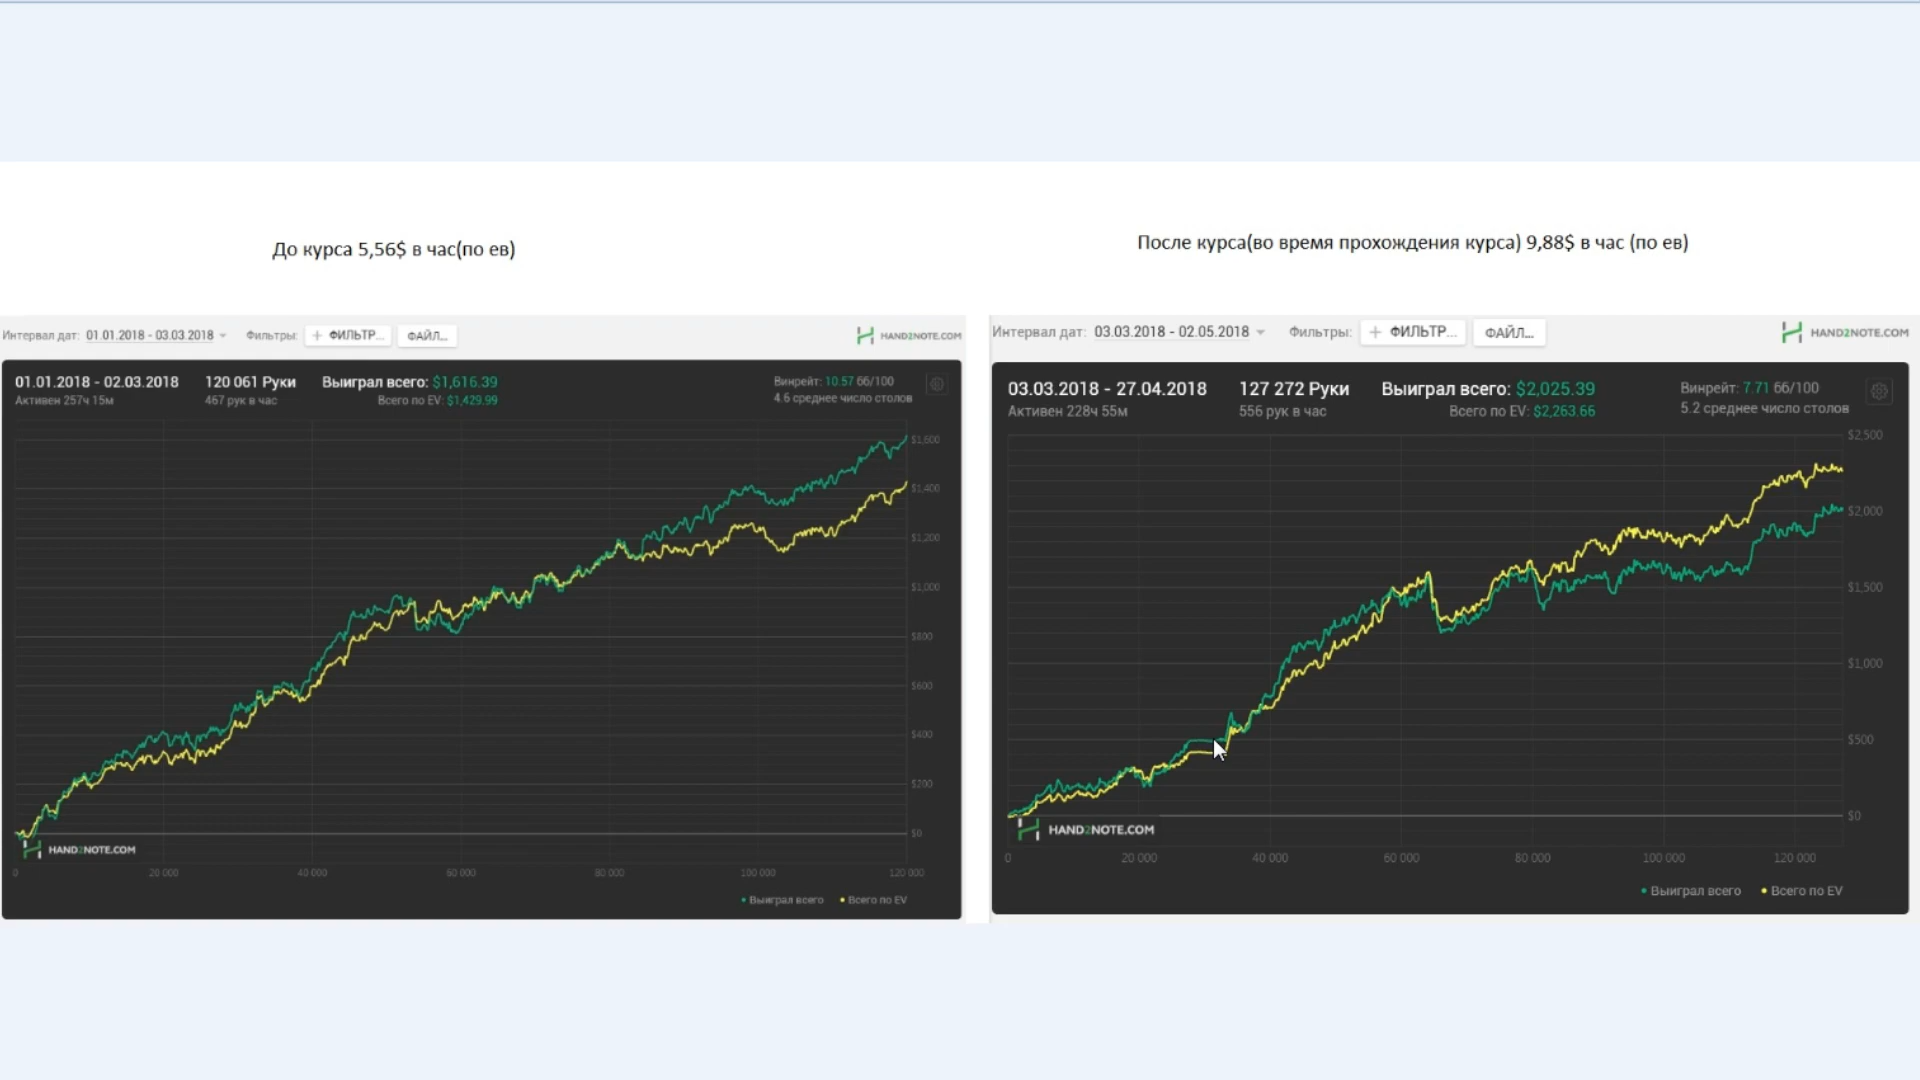 До курса 5,56$ в час(по ев)
После курса(во время прохождения курса) 9,88$ в час (по ев)
Интервал дат: 01.01.2018 - 03.03 2018 Фильтры: + ФИЛЬТР... ФАЙЛ... HAND2NOTE.COM
01.01.2018 - 02.03.2018 120 061 Руки Выиграл всего: $1,616.39 Винрейт: 10.57 бб/100
Активен 257ч 15м 467 рук в час Всего по EV: $1,429.99 4.6 среднее число столов
$1,600
$1,400
$1,200
$1,000
$800
$600
$400
$200
$0
HAND2NOTE.COM
0 20 000 40 000 60 000 80 000 100 000 120 000
Выиграл всего Всего по EV
Интервал дат: 03.03.2018 - 02.05.2018 Фильтры: + ФИЛЬТР... ФАЙЛ... HAND2NOTE.COM
03.03.2018 - 27.04.2018 127 272 Руки Выиграл всего: $2,025.39 Винрейт: 7.71 бб/100
Активен 228ч 55м 556 рук в час Всего по EV: $2,263.66 5.2 среднее число столов
$2,500
$2,000
$1,500
$1,000
$500
$0
HAND2NOTE.COM
0 20 000 40 000 60 000 80 000 100 000 120 000
Выиграл всего Всего по EV